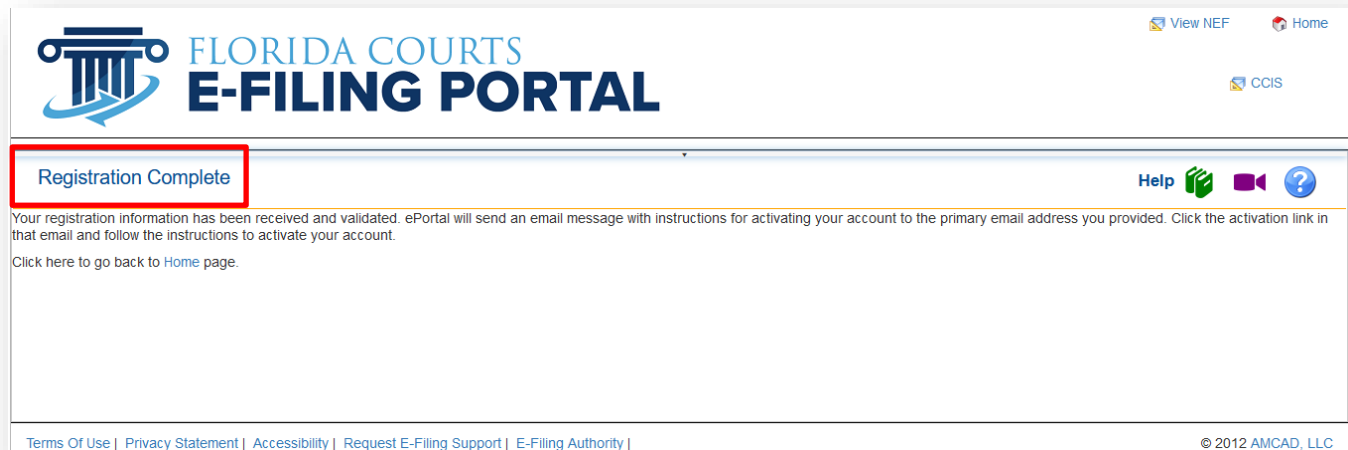 View NEF Home
FLORIDA COURTS
E-FILING PORTAL
CCIS
Registration Complete
Help
Your registration information has been received and validated. ePortal will send an email message with instructions for activating your account to the primary email address you provided. Click the activation link in
that email and follow the instructions to activate your account.
Click here to go back to Home page.
Terms Of Use | Privacy Statement | Accessibility | Request E-Filing Support | E-Filing Authority | © 2012 AMCAD, LLC